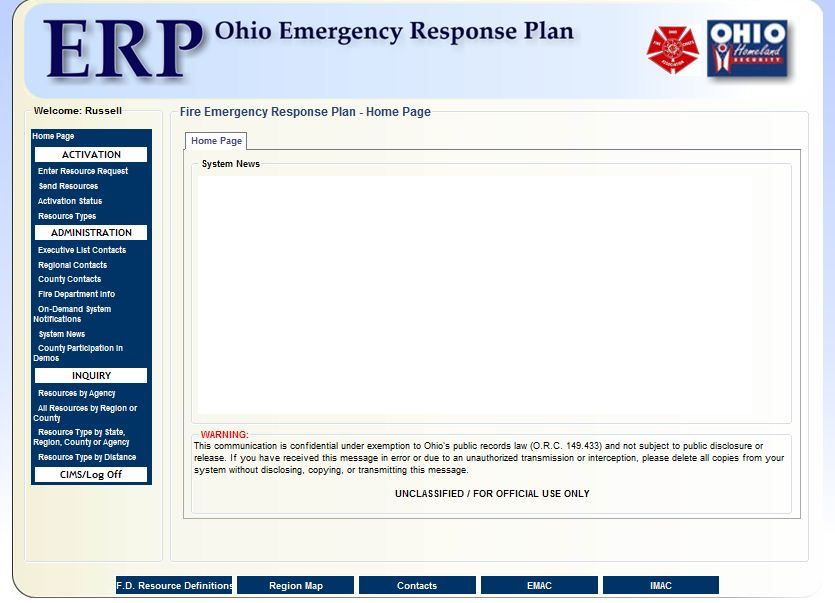 ERP Ohio Emergency Response Plan
OHIO
Homeland
SECURITY
Welcome: Russell
Home Page
ACTIVATION
Enter Resource Request
Send Resources
Activation Status
Resource Types
ADMINISTRATION
Executive List Contacts
Regional Contacts
County Contacts
Fire Department Info
On-Demand System
Notifications
System News
County Participation in
Demos
INQUIRY
Resources by Agency
All Resources by Region or
County
Resource Type by State,
Region, County or Agency
Resource Type by Distance
CIMS/Log Off
Fire Emergency Response Plan - Home Page
Home Page
System News
WARNING:
This communication is confidential under exemption to Ohio's public records law (O.R.C. 149.433) and not subject to public disclosure or
release. If you have received this message in error or due to an unauthorized transmission or interception, please delete all copies from your
system without disclosing, copying, or transmitting this message.
UNCLASSIFIED / FOR OFFICIAL USE ONLY
F.D. Resource Definitions
Region Map
Contacts
EMAC
IMAC